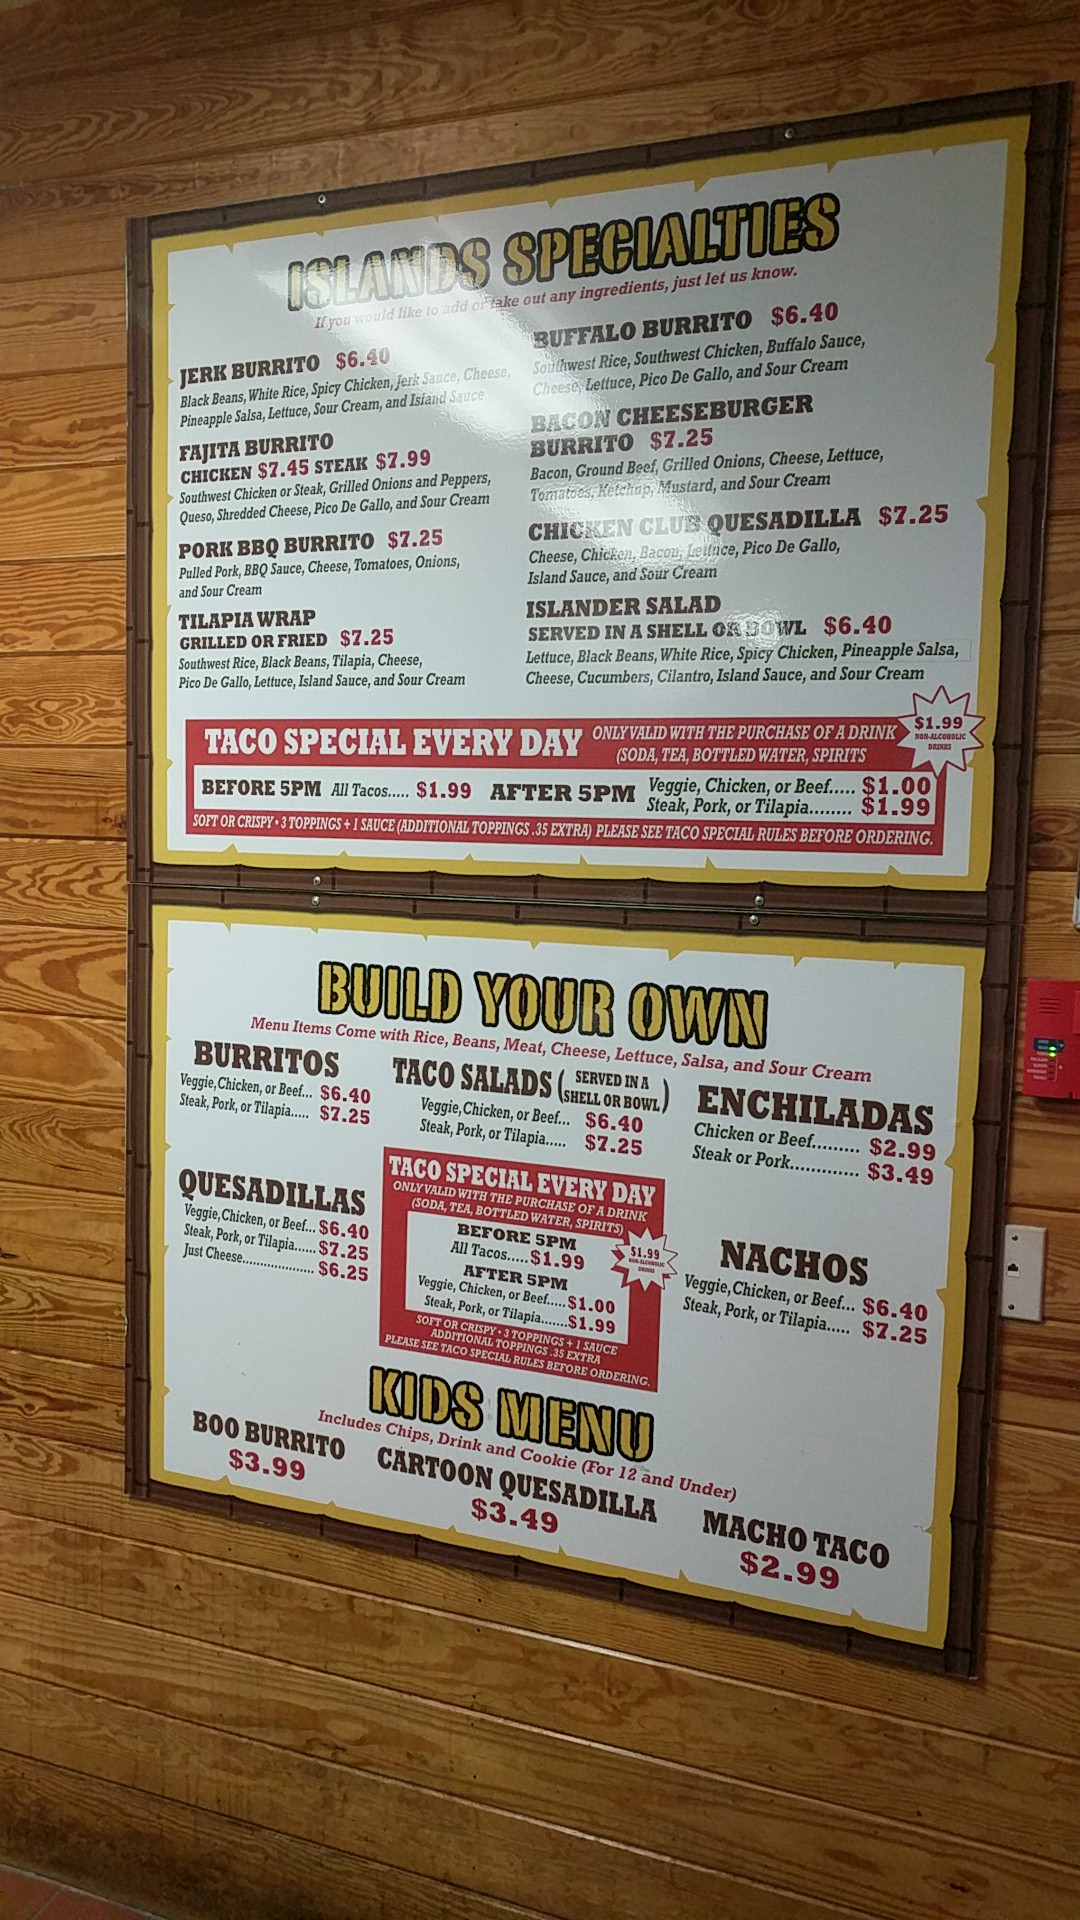 ISLANDS SPECIALTIES
If you would like to add or take out any ingredients, just let us know.
JERK BURRITO $6.40
Black Beans, White Rice, Spicy Chicken, Jerk Sauce, Cheese,
Pineapple Salsa, Lettuce, Sour Cream, and Island Sauce
FAJITA BURRITO
CHICKEN $7.45 STEAK $7.99
Southwest Chicken or Steak, Grilled Onions and Peppers,
Queso, Shredded Cheese, Pico De Gallo, and Sour Cream
PORK BBQ BURRITO $7.25
Pulled Pork, BBQ Sauce, Cheese, Tomatoes, Onions,
and Sour Cream
TILAPIA WRAP
GRILLED OR FRIED $7.25
Southwest Rice, Black Beans, Tilapia, Cheese,
Pico De Gallo, Lettuce, Island Sauce, and Sour Cream
BUFFALO BURRITO $6.40
Southwest Rice, Southwest Chicken, Buffalo Sauce,
Cheese, Lettuce, Pico De Gallo, and Sour Cream
BACON CHEESEBURGER
BURRITO $7.25
Bacon, Ground Beef, Grilled Onions, Cheese, Lettuce,
Tomatoes, Ketchup, Mustard, and Sour Cream
CHICKEN CLUB QUESADILLA $7.25
Cheese, Chicken, Bacon, Lettuce, Pico De Gallo,
Island Sauce, and Sour Cream
ISLANDER SALAD
SERVED IN A SHELL OR BOWL $6.40
Lettuce, Black Beans, White Rice, Spicy Chicken, Pineapple Salsa,
Cheese, Cucumbers, Cilantro, Island Sauce, and Sour Cream
TACO SPECIAL EVERY DAY
ONLY VALID WITH THE PURCHASE OF A DRINK
(SODA, TEA, BOTTLED WATER, SPIRITS
$1.99
NON-ALCOHOLIC
DRINKS
BEFORE 5PM All Tacos..... $1.99
AFTER 5PM
Veggie, Chicken, or Beef..... $1.00
Steak, Pork, or Tilapia........ $1.99
SOFT OR CRISPY • 3 TOPPINGS + 1 SAUCE (ADDITIONAL TOPPINGS .35 EXTRA) PLEASE SEE TACO SPECIAL RULES BEFORE ORDERING.
BUILD YOUR OWN
Menu Items Come with Rice, Beans, Meat, Cheese, Lettuce, Salsa, and Sour Cream
BURRITOS
Veggie, Chicken, or Beef... $6.40
Steak, Pork, or Tilapia..... $7.25
TACO SALADS (SERVED IN A
SHELL OR BOWL)
Veggie, Chicken, or Beef... $6.40
Steak, Pork, or Tilapia..... $7.25
ENCHILADAS
Chicken or Beef......... $2.99
Steak or Pork............. $3.49
QUESADILLAS
Veggie, Chicken, or Beef... $6.40
Steak, Pork, or Tilapia...... $7.25
Just Cheese................... $6.25
TACO SPECIAL EVERY DAY
ONLY VALID WITH THE PURCHASE OF A DRINK
(SODA, TEA, BOTTLED WATER, SPIRITS)
$1.99
NON-ALCOHOLIC
DRINKS
BEFORE 5PM
All Tacos.....$1.99
AFTER 5PM
Veggie, Chicken, or Beef.....$1.00
Steak, Pork, or Tilapia.......$1.99
SOFT OR CRISPY • 3 TOPPINGS + 1 SAUCE
ADDITIONAL TOPPINGS .35 EXTRA
PLEASE SEE TACO SPECIAL RULES BEFORE ORDERING.
NACHOS
Veggie, Chicken, or Beef... $6.40
Steak, Pork, or Tilapia..... $7.25
KIDS MENU
Includes Chips, Drink and Cookie (For 12 and Under)
BOO BURRITO
$3.99
CARTOON QUESADILLA
$3.49
MACHO TACO
$2.99